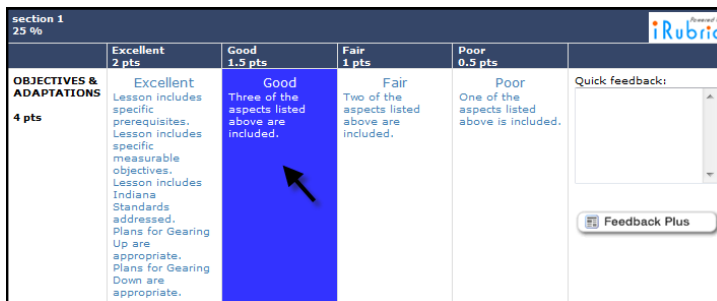 section 1
25 %
Powered
iRubric
Excellent
2 pts
Good
1.5 pts
Fair
1 pts
Poor
0.5 pts
OBJECTIVES &
ADAPTATIONS
4 pts
Excellent
Lesson includes
specific
prerequisites.
Lesson includes
specific
measurable
objectives.
Lesson includes
Indiana
Standards
addressed.
Plans for Gearing
Up are
appropriate.
Plans for Gearing
Down are
appropriate.
Good
Three of the
aspects listed
above are
included.
Fair
Two of the
aspects listed
above are
included.
Poor
One of the
aspects listed
above is included.
Quick feedback:
Feedback Plus